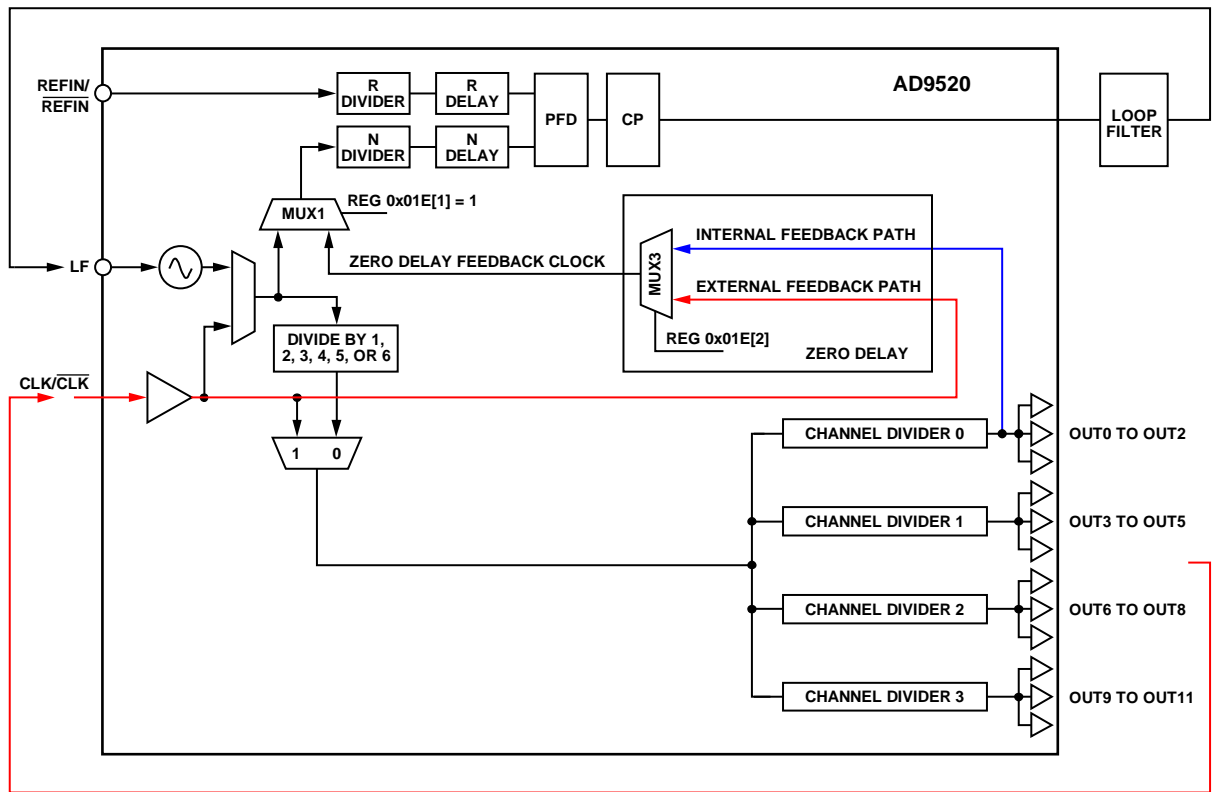 AD9520
REFIN/
REFIN
R
DIVIDER
R
DELAY
PFD
CP
LOOP
FILTER
N
DIVIDER
N
DELAY
REG 0x01E[1] = 1
MUX1
INTERNAL FEEDBACK PATH
LF
ZERO DELAY FEEDBACK CLOCK
MUX3
EXTERNAL FEEDBACK PATH
REG 0x01E[2]
ZERO DELAY
DIVIDE BY 1,
2, 3, 4, 5, OR 6
CLK/CLK
1 0
CHANNEL DIVIDER 0
OUT0 TO OUT2
CHANNEL DIVIDER 1
OUT3 TO OUT5
CHANNEL DIVIDER 2
OUT6 TO OUT8
CHANNEL DIVIDER 3
OUT9 TO OUT11